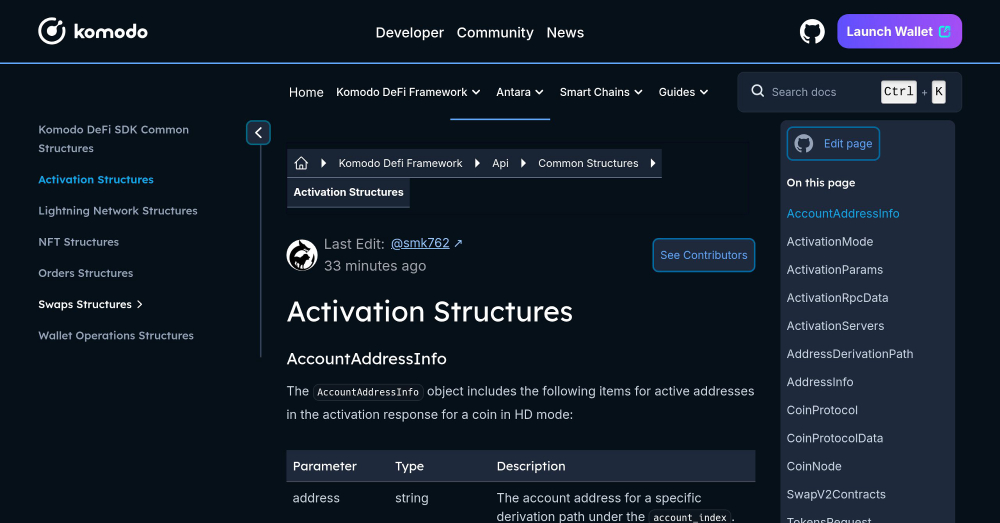 komodo
Developer Community News
Launch Wallet
Home Komodo DeFi Framework Antara Smart Chains Guides
Search docs Ctrl + K
Komodo DeFi SDK Common
Structures
Activation Structures
Lightning Network Structures
NFT Structures
Orders Structures
Swaps Structures
Wallet Operations Structures
Komodo Defi Framework Api Common Structures
Activation Structures
Last Edit: @smk762 ↗
33 minutes ago
See Contributors
Activation Structures
AccountAddressInfo
The AccountAddressInfo object includes the following items for active addresses
in the activation response for a coin in HD mode:
Parameter Type Description
address string The account address for a specific
derivation path under the account_index.
Edit page
On this page
AccountAddressInfo
ActivationMode
ActivationParams
ActivationRpcData
ActivationServers
AddressDerivationPath
AddressInfo
CoinProtocol
CoinProtocolData
CoinNode
SwapV2Contracts
TokensRequest